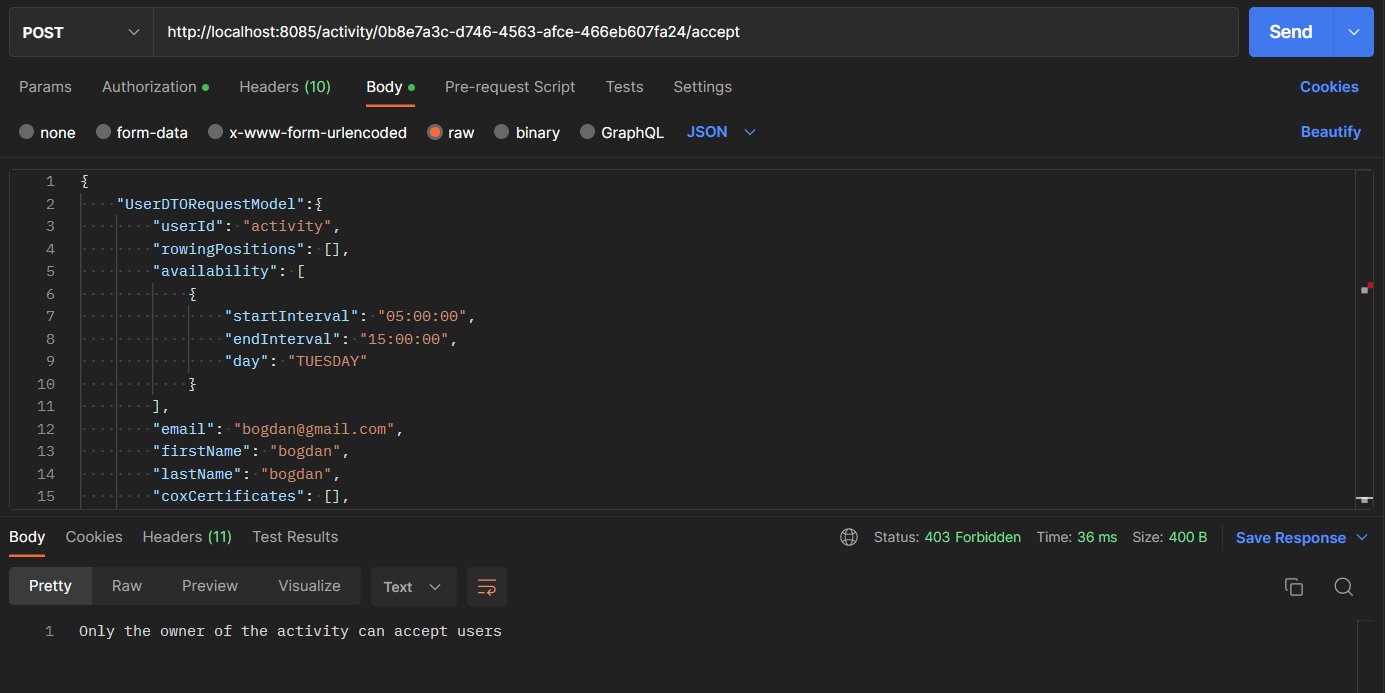 POST http://localhost:8085/activity/0b8e7a3c-d746-4563-afce-466eb607fa24/accept Send
Params Authorization Headers (10) Body Pre-request Script Tests Settings Cookies
none form-data x-www-form-urlencoded raw binary GraphQL JSON Beautify
1 {
2 "UserDTORequestModel":{
3 "userId": "activity",
4 "rowingPositions": [],
5 "availability": [
6 {
7 "startInterval": "05:00:00",
8 "endInterval": "15:00:00",
9 "day": "TUESDAY"
10 }
11 ],
12 "email": "bogdan@gmail.com",
13 "firstName": "bogdan",
14 "lastName": "bogdan",
15 "coxCertificates": [],
Body Cookies Headers (11) Test Results Status: 403 Forbidden Time: 36 ms Size: 400 B Save Response
Pretty Raw Preview Visualize Text
1 Only the owner of the activity can accept users